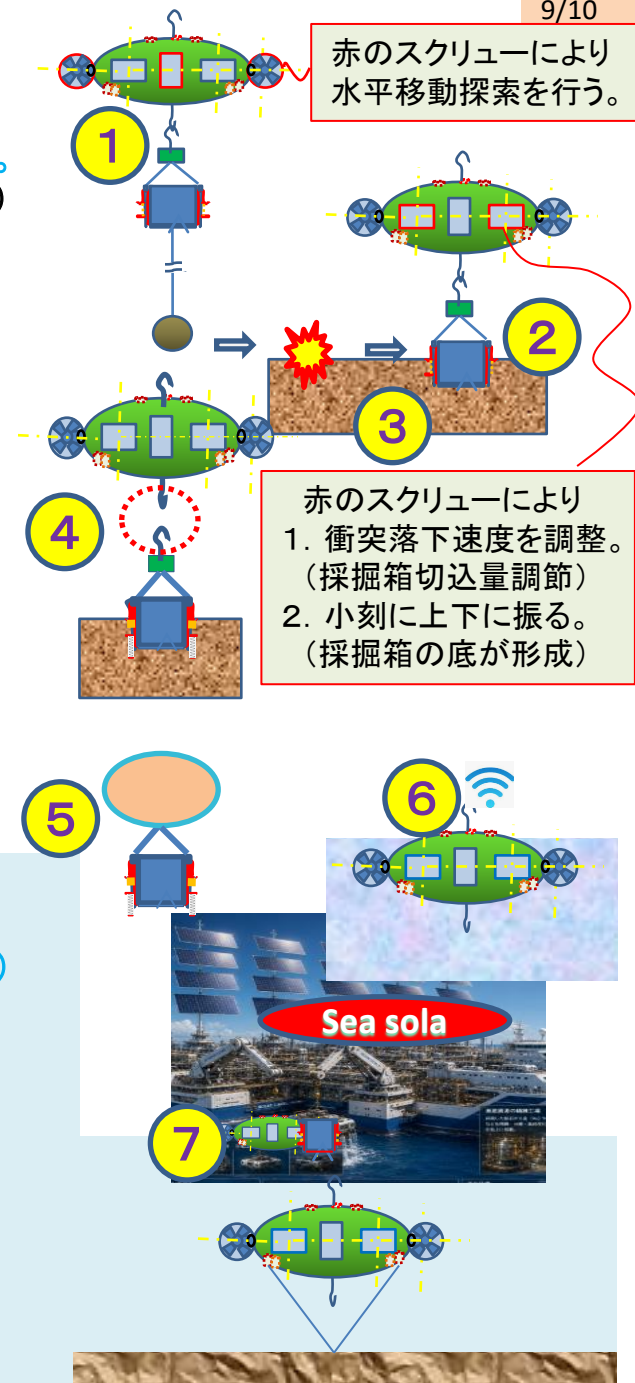 9/10
赤のスクリューにより
水平移動探索を行う。
1
2
3
4
赤のスクリューにより
1. 衝突落下速度を調整。
（採掘箱切込量調節）
2. 小刻に上下に振る。
（採掘箱の底が形成）
5
6
Sea sola
7